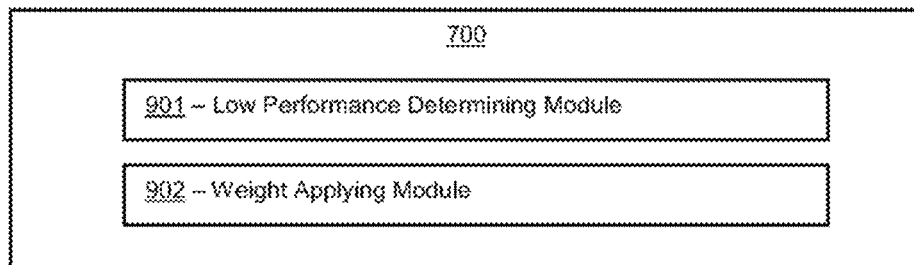 700
901 – Low Performance Determining Module
902 – Weight Applying Module